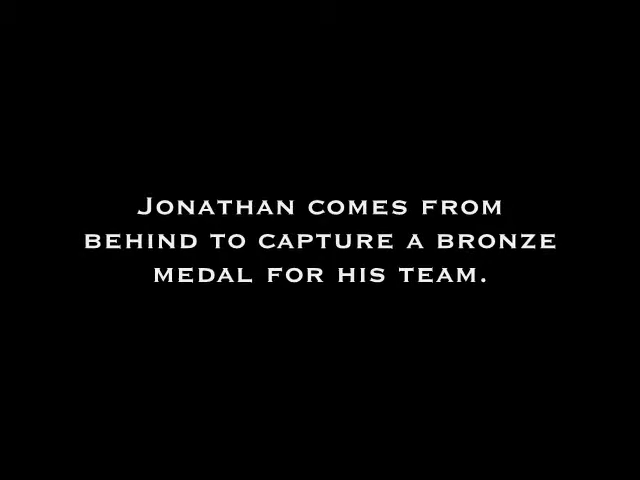 Jonathan comes from
behind to capture a bronze
medal for his team.